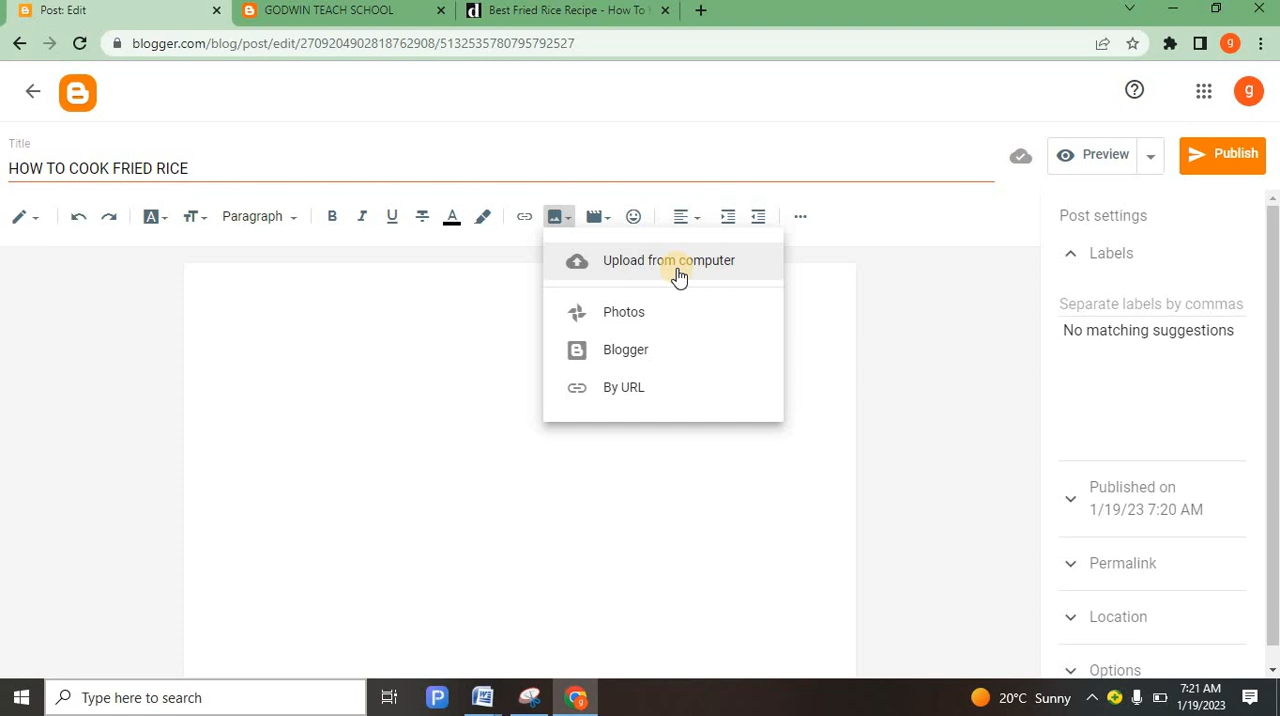 Post: Edit
GODWIN TEACH SCHOOL
Best Fried Rice Recipe - How To
blogger.com/blog/post/edit/2709204902818762908/5132535780795792527
g
g
Title
HOW TO COOK FRIED RICE
Preview
Publish
Paragraph
B I U
Upload from computer
Photos
Blogger
By URL
Post settings
Labels
Separate labels by commas
No matching suggestions
Published on
1/19/23 7:20 AM
Permalink
Location
Options
Type here to search
20°C Sunny
7:21 AM
1/19/2023